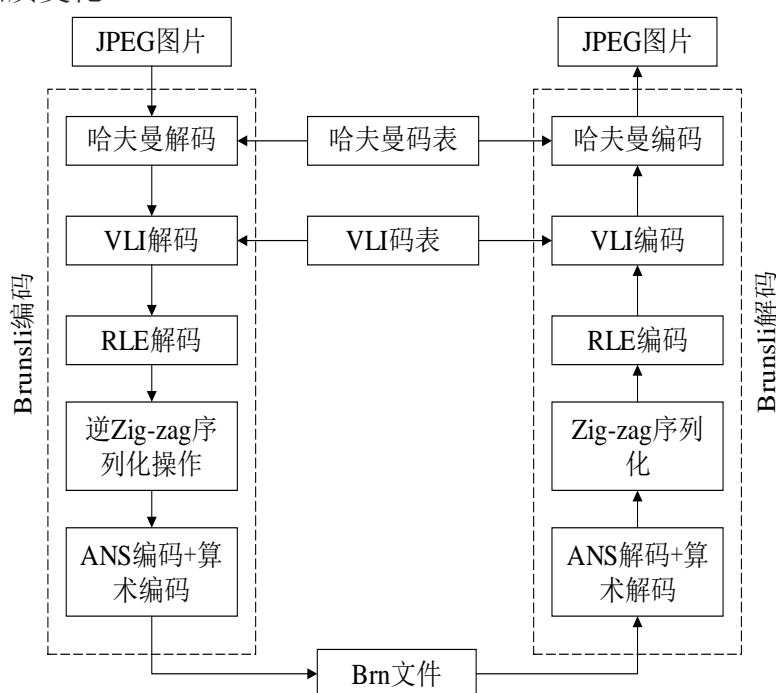 JPEG图片
JPEG图片
哈夫曼解码
哈夫曼码表
哈夫曼编码
VLI解码
VLI码表
VLI编码
Brunsli编码
Brunsli解码
RLE解码
RLE编码
逆Zig-zag序
列化操作
Zig-zag序列
化
ANS编码+算
术编码
ANS解码+算
术解码
Brn文件